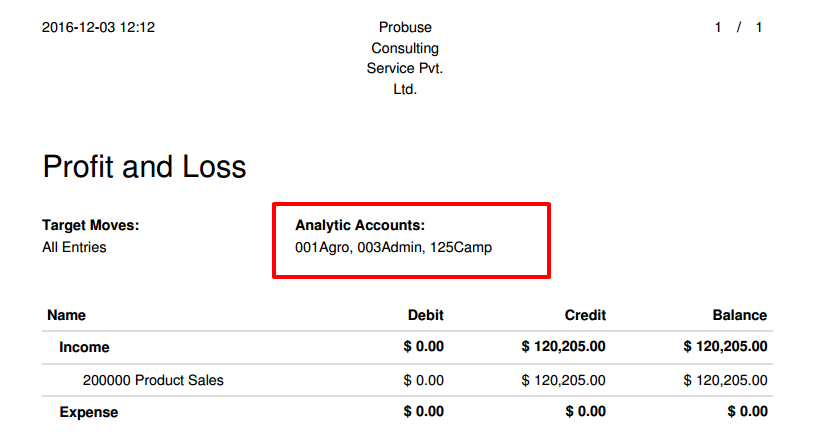 2016-12-03 12:12 Probuse 1 / 1
Consulting
Service Pvt.
Ltd.
Profit and Loss
Target Moves: Analytic Accounts:
All Entries 001Agro, 003Admin, 125Camp
Name Debit Credit Balance
Income $ 0.00 $ 120,205.00 $ 120,205.00
200000 Product Sales $ 0.00 $ 120,205.00 $ 120,205.00
Expense $ 0.00 $ 0.00 $ 0.00